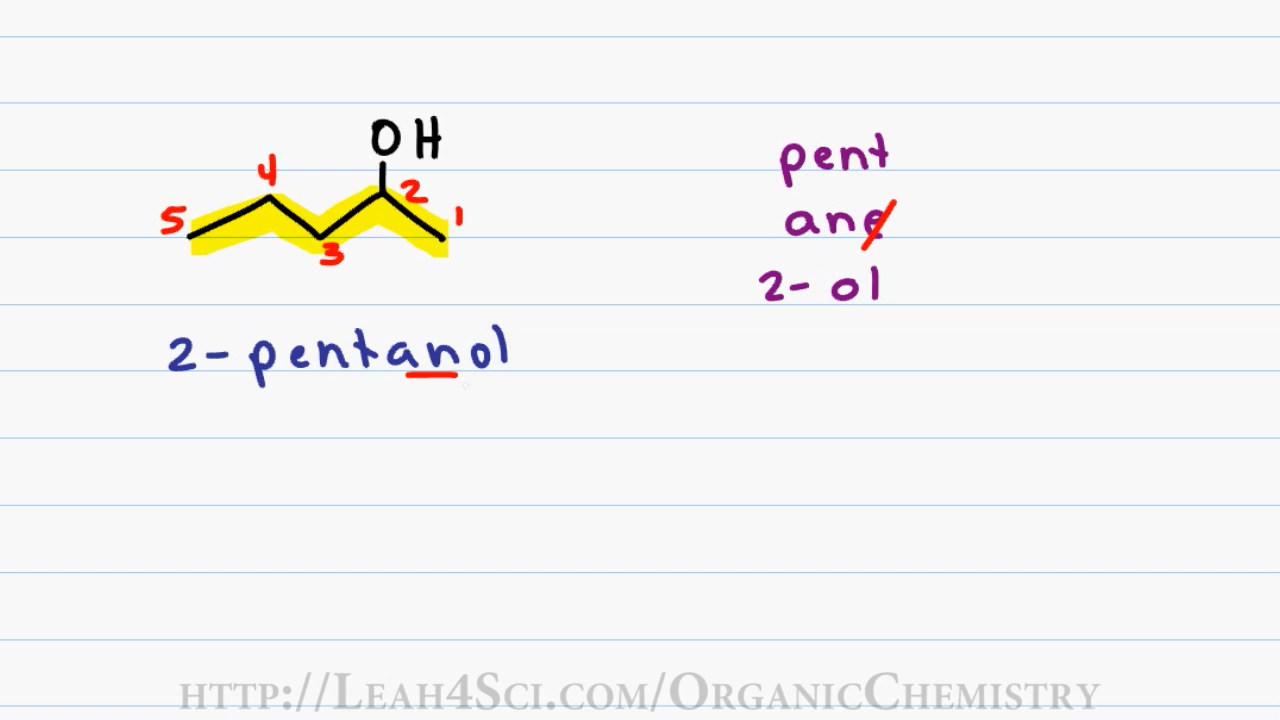 OH
4
5
2
1
3
pent
ane
2- ol
2-pentanol
http://Leah4Sci.com/OrganicChemistry